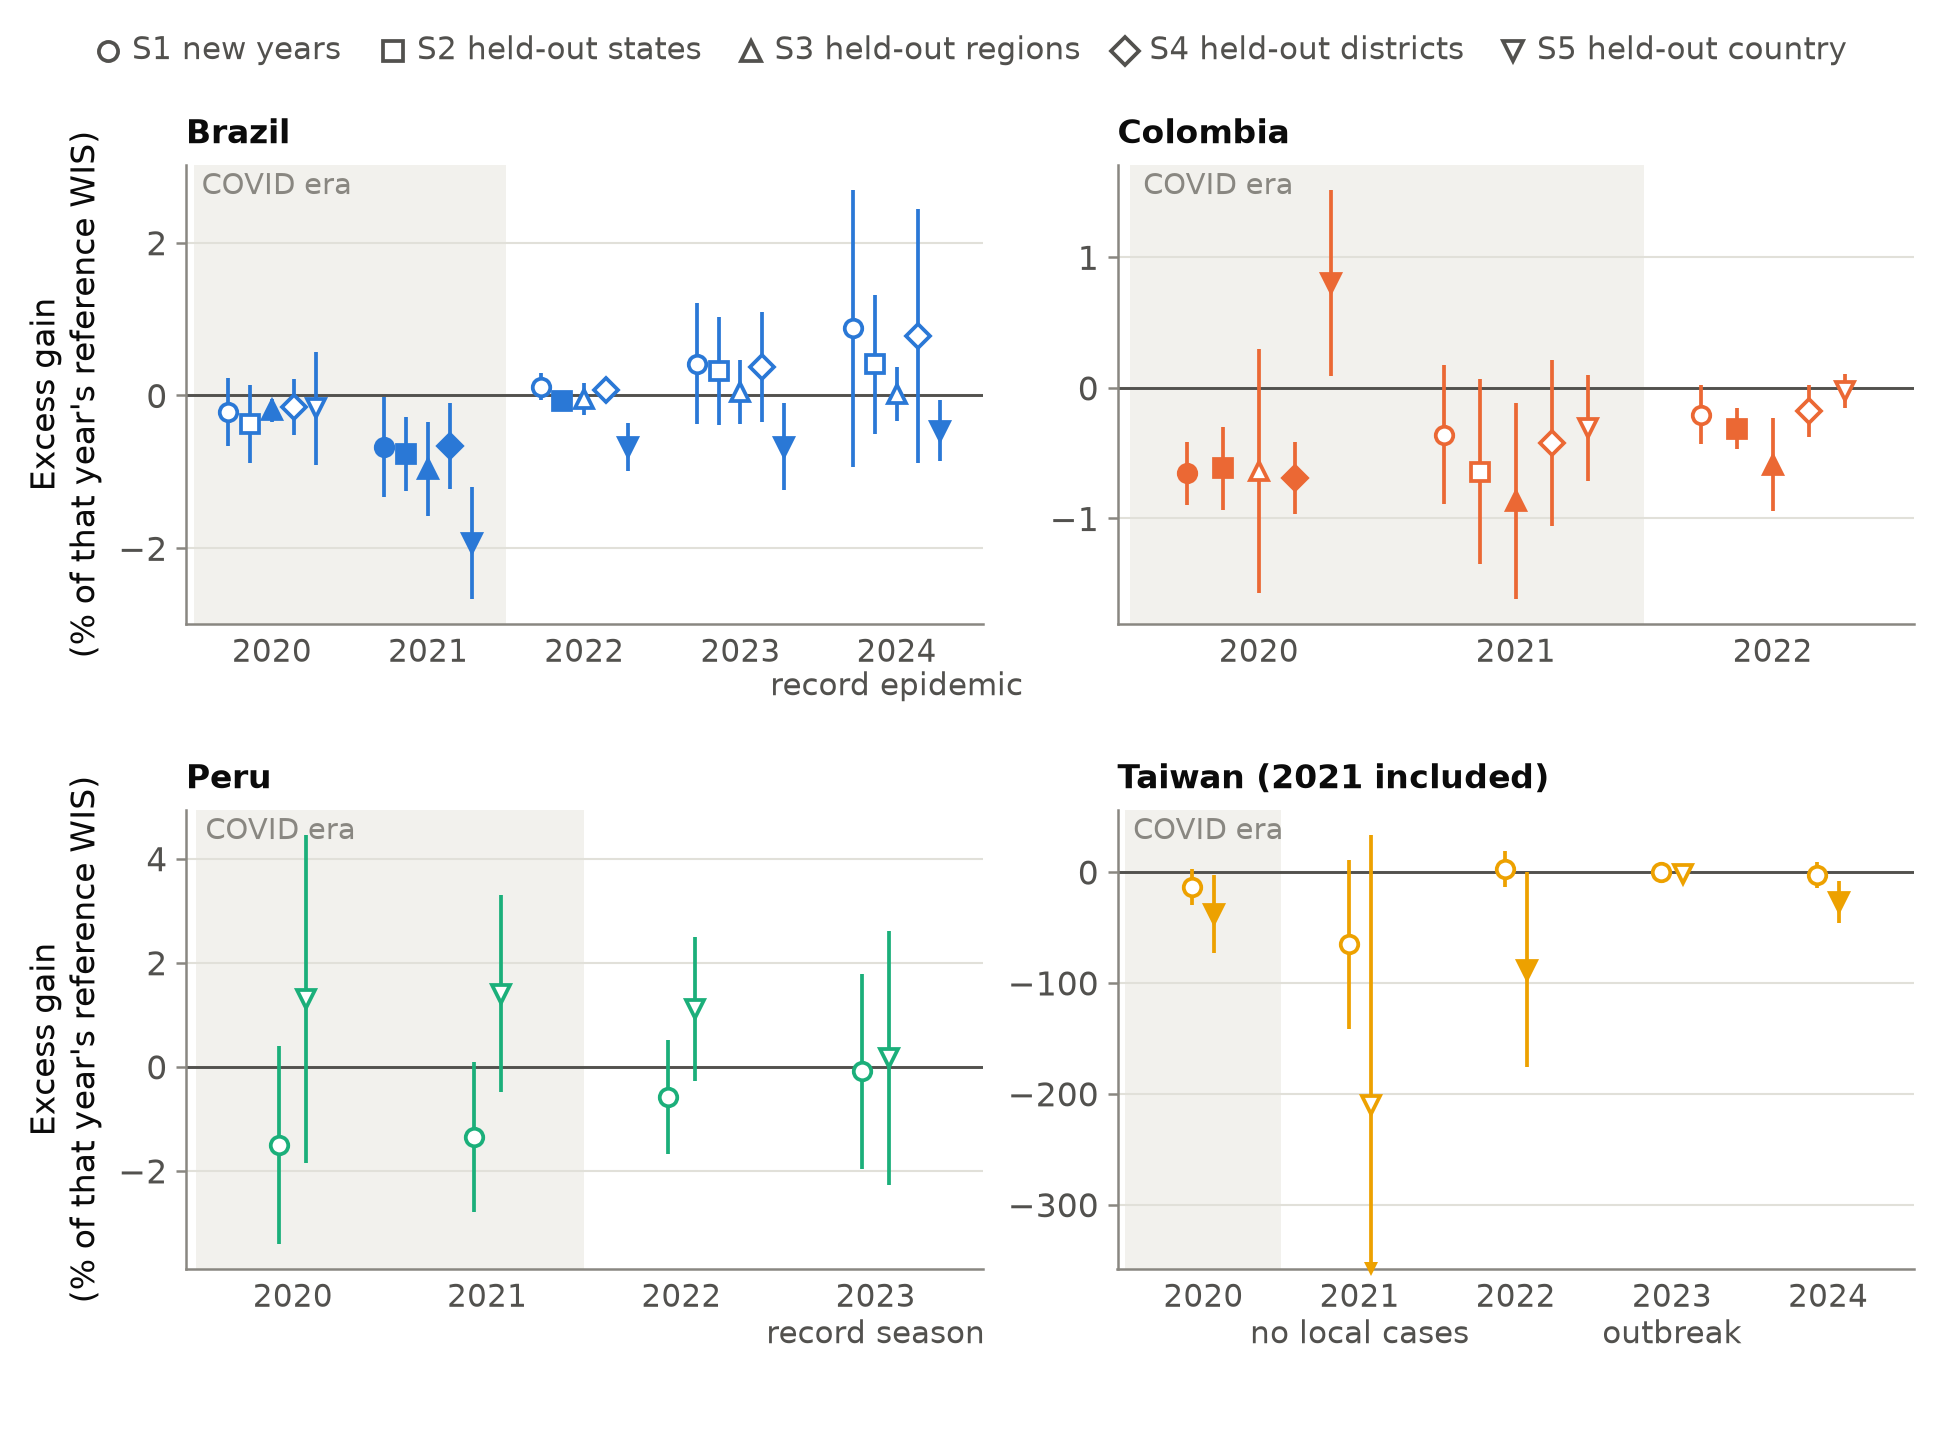 S1 new years S2 held-out states S3 held-out regions S4 held-out districts S5 held-out country
Brazil
Excess gain
(% of that year's reference WIS)
COVID era
2
0
−2
2020 2021 2022 2023 2024
record epidemic
Colombia
COVID era
1
0
−1
2020 2021 2022
Peru
Excess gain
(% of that year's reference WIS)
COVID era
4
2
0
−2
2020 2021 2022 2023
record season
Taiwan (2021 included)
COVID era
0
−100
−200
−300
2020 2021 2022 2023 2024
no local cases outbreak